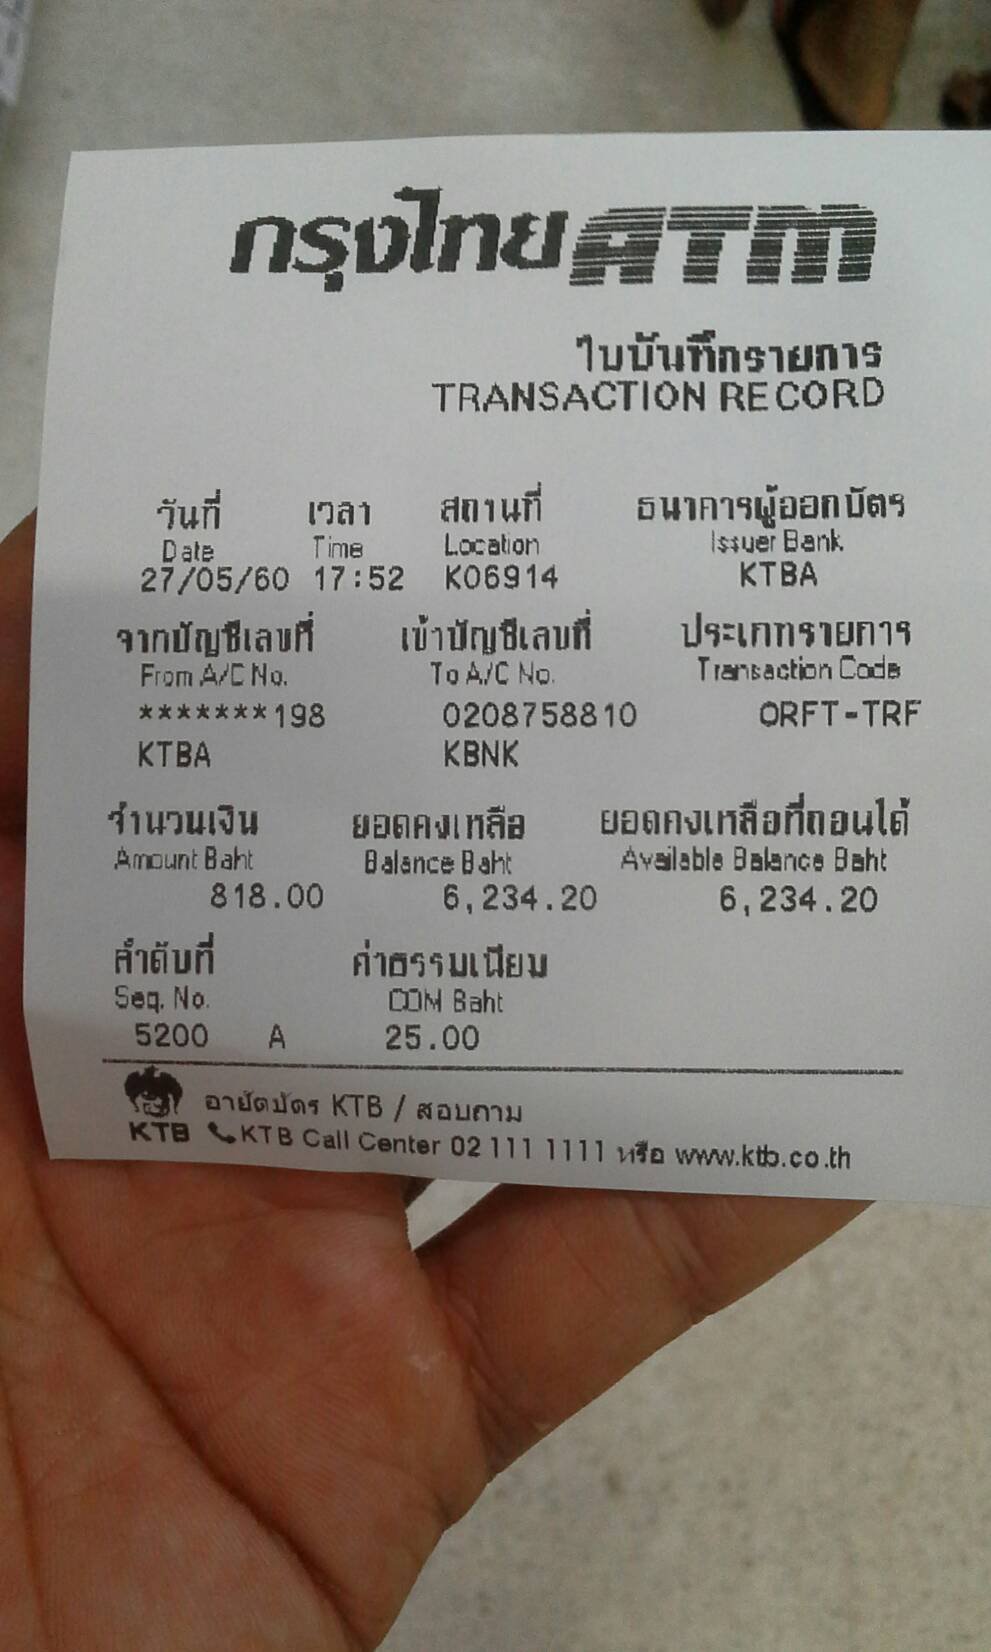 กรุงไทย ATM
ใบบันทึกรายการ
TRANSACTION RECORD
วันที่ เวลา สถานที่ ธนาคารผู้ออกบัตร
Date Time Location Issuer Bank
27/05/60 17:52 K06914 KTBA
จากบัญชีเลขที่ เข้าบัญชีเลขที่ ประเภทรายการ
From A/C No. To A/C No. Transaction Code
*******198 0208758810 ORFT-TRF
KTBA KBNK
จำนวนเงิน ยอดคงเหลือ ยอดคงเหลือที่ถอนได้
Amount Baht Balance Baht Available Balance Baht
818.00 6,234.20 6,234.20
ลำดับที่ ค่าธรรมเนียม
Seq. No. COM Baht
5200 A 25.00
อายัดบัตร KTB / สอบถาม
KTB KTB Call Center 02 111 1111 หรือ www.ktb.co.th